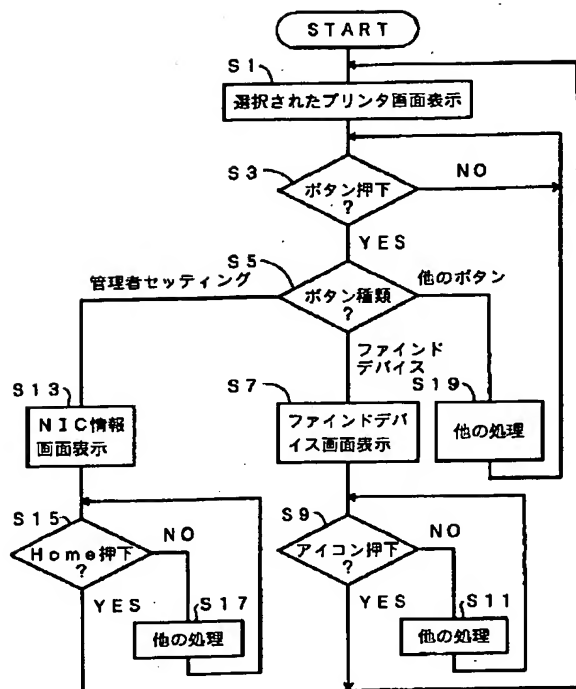 START
S1
選択されたプリンタ画面表示
S3
ボタン押下
?
NO
YES
S5
管理者セッティング
ボタン種類
?
他のボタン
ファインド
デバイス
S13
NIC情報
画面表示
S7
ファインドデバ
イス画面表示
S19
他の処理
S15
Home押下
?
NO
YES
S17
他の処理
S9
アイコン押下
?
NO
YES
S11
他の処理